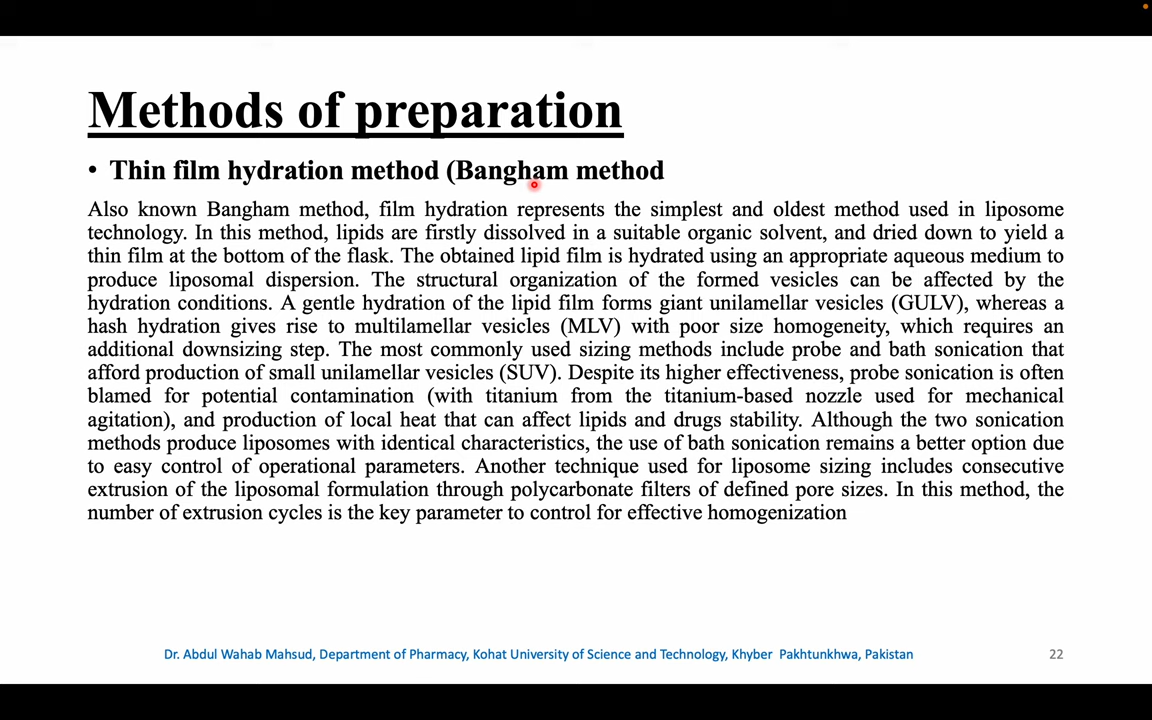 Methods of preparation
• Thin film hydration method (Bangham method
Also known Bangham method, film hydration represents the simplest and oldest method used in liposome
technology. In this method, lipids are firstly dissolved in a suitable organic solvent, and dried down to yield a
thin film at the bottom of the flask. The obtained lipid film is hydrated using an appropriate aqueous medium to
produce liposomal dispersion. The structural organization of the formed vesicles can be affected by the
hydration conditions. A gentle hydration of the lipid film forms giant unilamellar vesicles (GULV), whereas a
hash hydration gives rise to multilamellar vesicles (MLV) with poor size homogeneity, which requires an
additional downsizing step. The most commonly used sizing methods include probe and bath sonication that
afford production of small unilamellar vesicles (SUV). Despite its higher effectiveness, probe sonication is often
blamed for potential contamination (with titanium from the titanium-based nozzle used for mechanical
agitation), and production of local heat that can affect lipids and drugs stability. Although the two sonication
methods produce liposomes with identical characteristics, the use of bath sonication remains a better option due
to easy control of operational parameters. Another technique used for liposome sizing includes consecutive
extrusion of the liposomal formulation through polycarbonate filters of defined pore sizes. In this method, the
number of extrusion cycles is the key parameter to control for effective homogenization
Dr. Abdul Wahab Mahsud, Department of Pharmacy, Kohat University of Science and Technology, Khyber Pakhtunkhwa, Pakistan
22